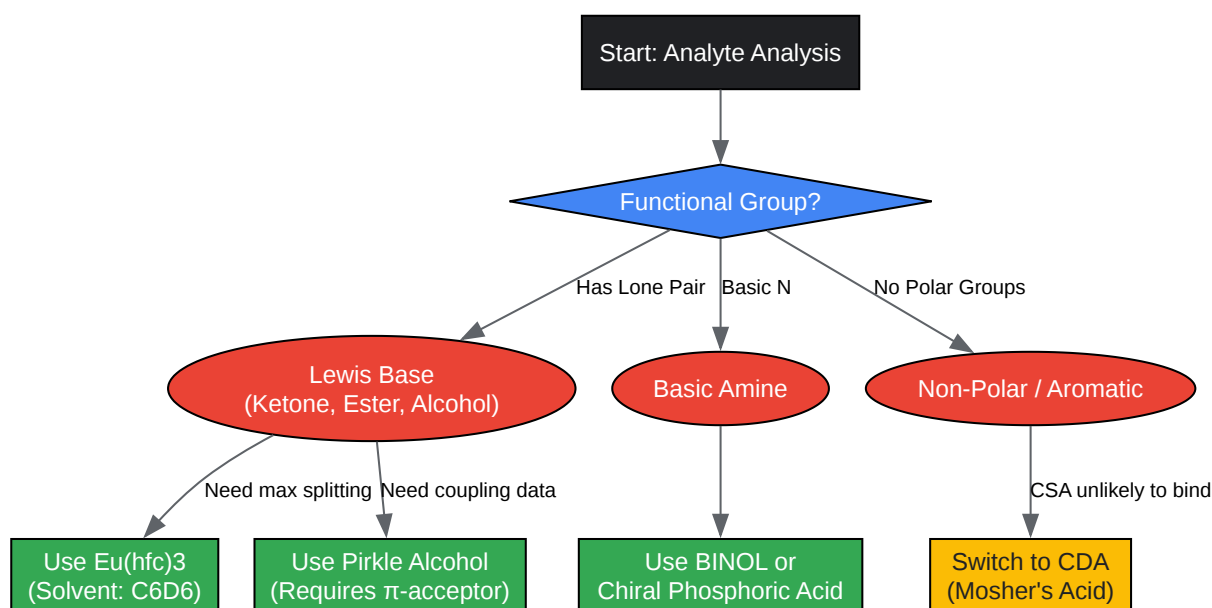 Start: Analyte Analysis
Functional Group?
Has Lone Pair
Basic N
No Polar Groups
Lewis Base
(Ketone, Ester, Alcohol)
Basic Amine
Non-Polar / Aromatic
Need max splitting
Need coupling data
CSA unlikely to bind
Use Eu(hfc)3
(Solvent: C6D6)
Use Pirkle Alcohol
(Requires π-acceptor)
Use BINOL or
Chiral Phosphoric Acid
Switch to CDA
(Mosher's Acid)